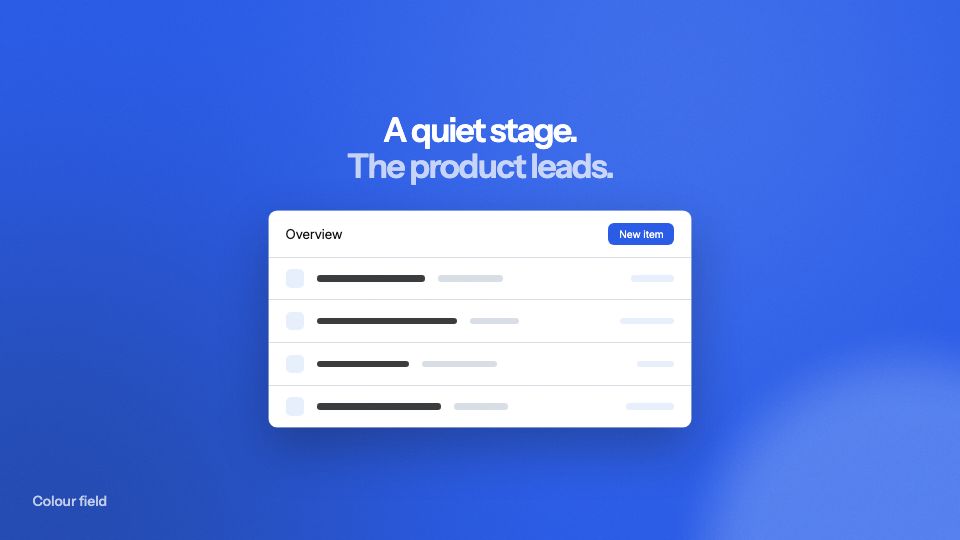 A quiet stage.
The product leads.
Overview
New item
Colour field